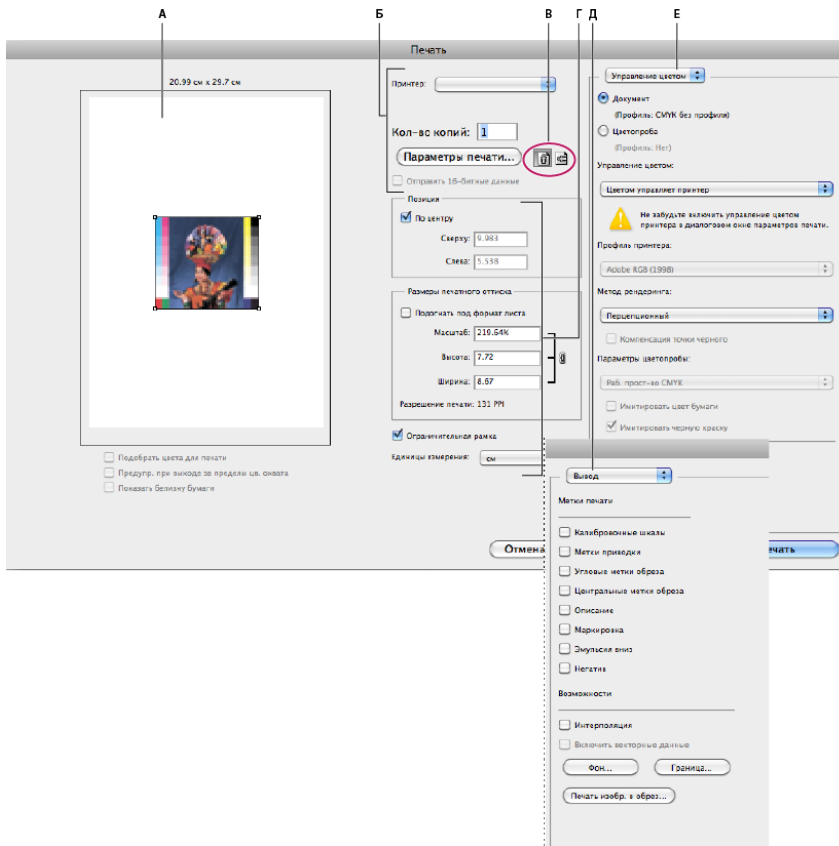 А Б В Г Д Е
Печать
20.99 см x 29.7 см
Подобрать цвета для печати
Предупр. при выходе за пределы цв. охвата
Показать белизну бумаги
Принтер:
Кол-во копий: 1
Параметры печати...
Отправить 16-битные данные
Позиция
По центру
Сверху: 9.983
Слева: 5.538
Размеры печатного оттиска
Подогнать под формат листа
Масштаб: 219.64%
Высота: 7.72
Ширина: 8.67
Разрешение печати: 131 PPI
Ограничительная рамка
Единицы измерения: см
Отмена
Управление цветом
Документ
(Профиль: CMYK без профиля)
Цветопроба
(Профиль: Нет)
Управление цветом:
Цветом управляет принтер
Не забудьте включить управление цветом
принтера в диалоговом окне параметров печати.
Профиль принтера:
Adobe RGB (1998)
Метод рендеринга:
Перцепционный
Компенсация точки черного
Параметры цветопробы:
Раб. прост-во CMYK
Имитировать цвет бумаги
Имитировать черную краску
ечать
Вывод
Метки печати
Калибровочные шкалы
Метки приводки
Угловые метки обреза
Центральные метки обреза
Описание
Маркировка
Эмульсия вниз
Негатив
Возможности
Интерполяция
Включить векторные данные
Фон...
Граница...
Печать изобр. в обрез...